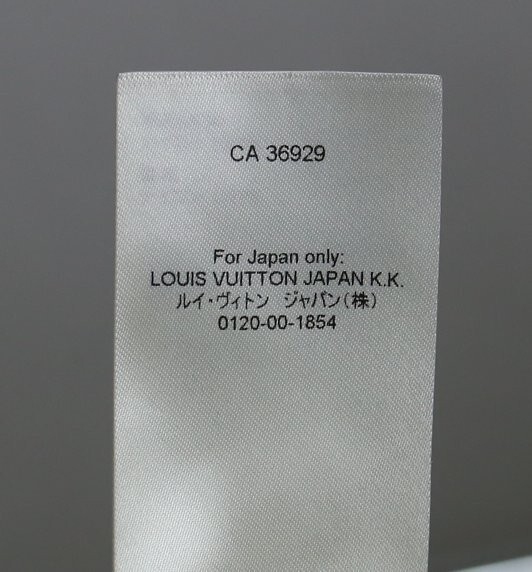 CA 36929
For Japan only:
LOUIS VUITTON JAPAN K.K.
ルイ・ヴィトン　ジャパン(株)
0120-00-1854